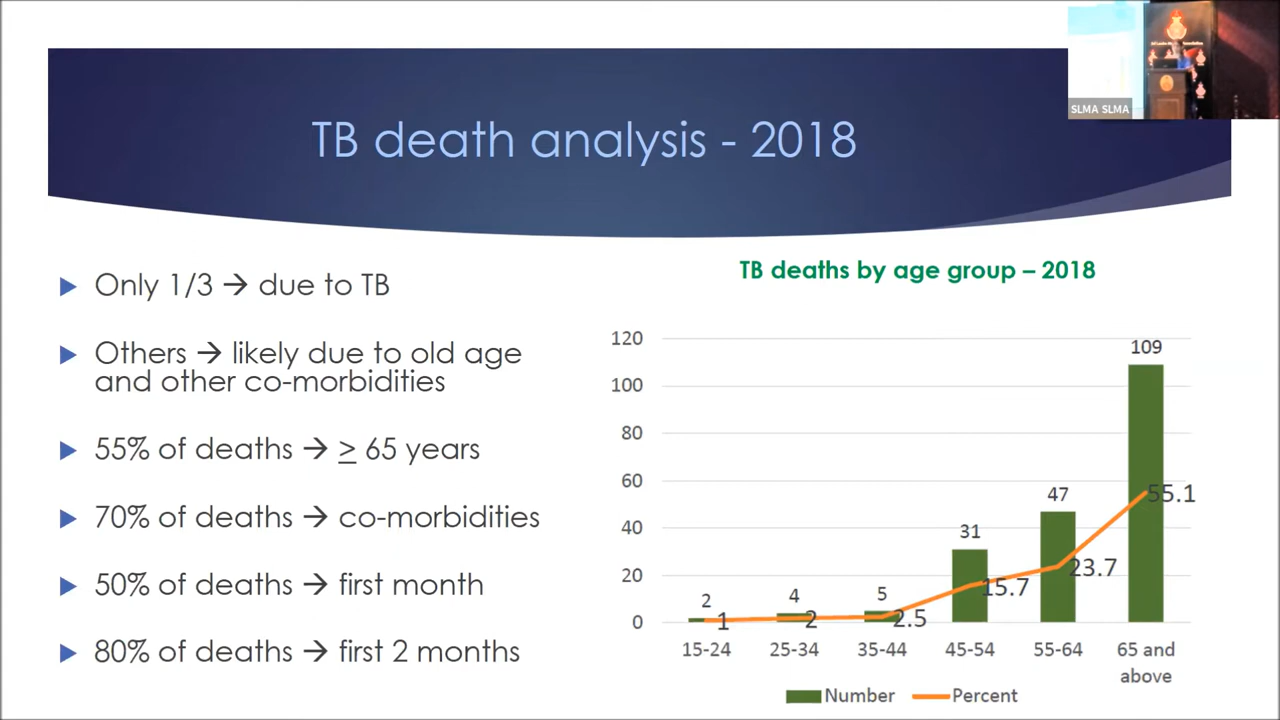 SLMA SLMA
TB death analysis - 2018
Only 1/3 → due to TB
Others → likely due to old age
and other co-morbidities
55% of deaths → ≥ 65 years
70% of deaths → co-morbidities
50% of deaths → first month
80% of deaths → first 2 months
TB deaths by age group – 2018
120
100
80
60
40
20
0
2
4
5
31
47
109
1
2
2.5
15.7
23.7
55.1
15-24
25-34
35-44
45-54
55-64
65 and
above
Number
Percent